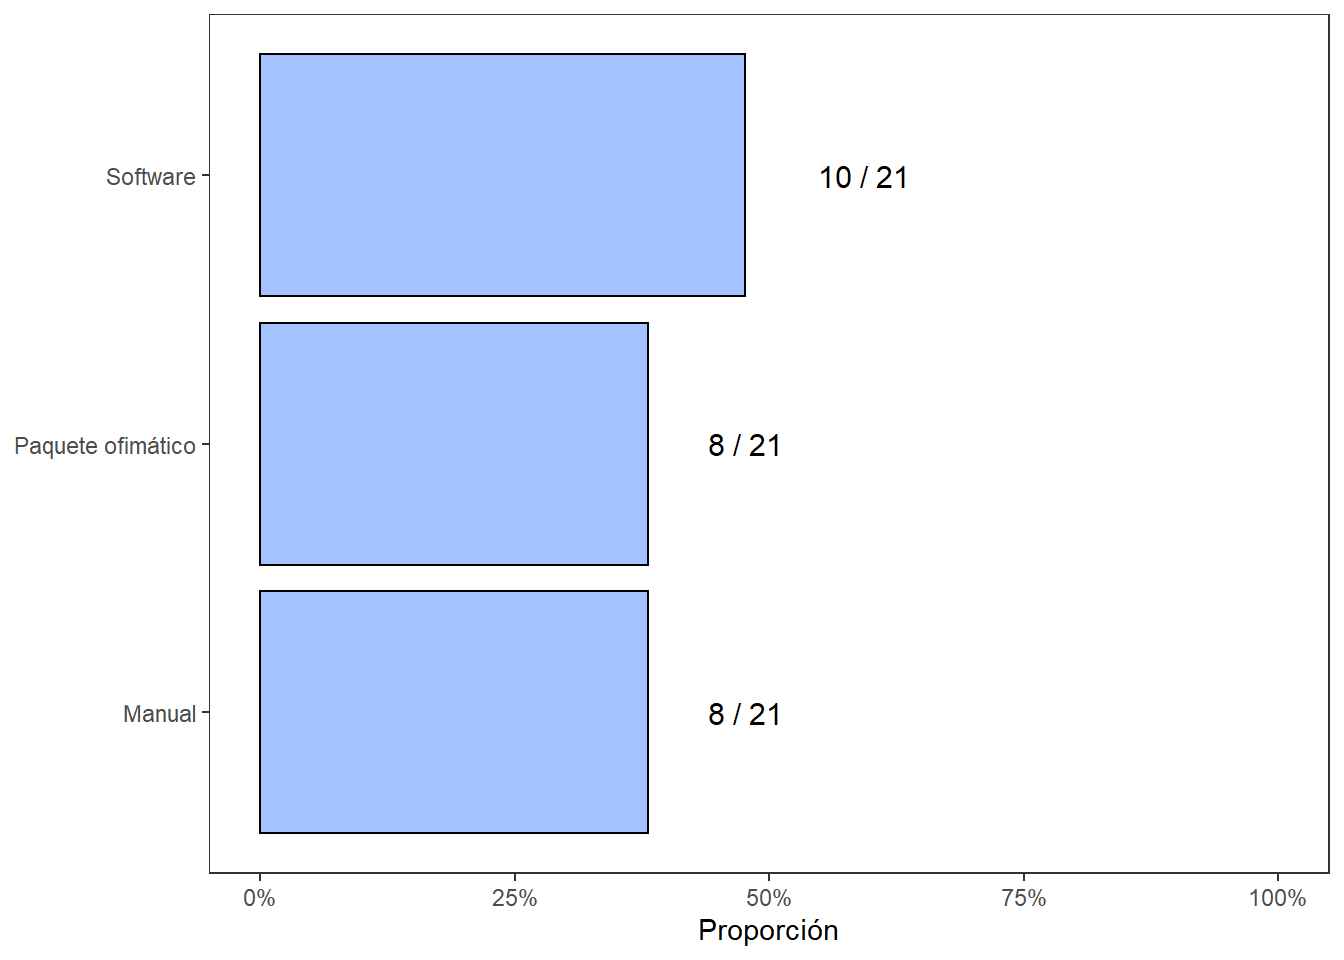 Software
10 / 21
Paquete ofimático
8 / 21
Manual
8 / 21
0%
25%
50%
75%
100%
Proporción